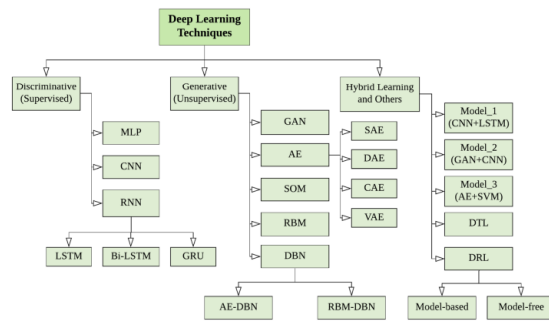 Deep Learning
Techniques
Discriminative
(Supervised)
Generative
(Unsupervised)
Hybrid Learning
and Others
MLP
CNN
RNN
LSTM
Bi-LSTM
GRU
GAN
AE
SOM
RBM
DBN
SAE
DAE
CAE
VAE
AE-DBN
RBM-DBN
Model_1
(CNN+LSTM)
Model_2
(GAN+CNN)
Model_3
(AE+SVM)
DTL
DRL
Model-based
Model-free